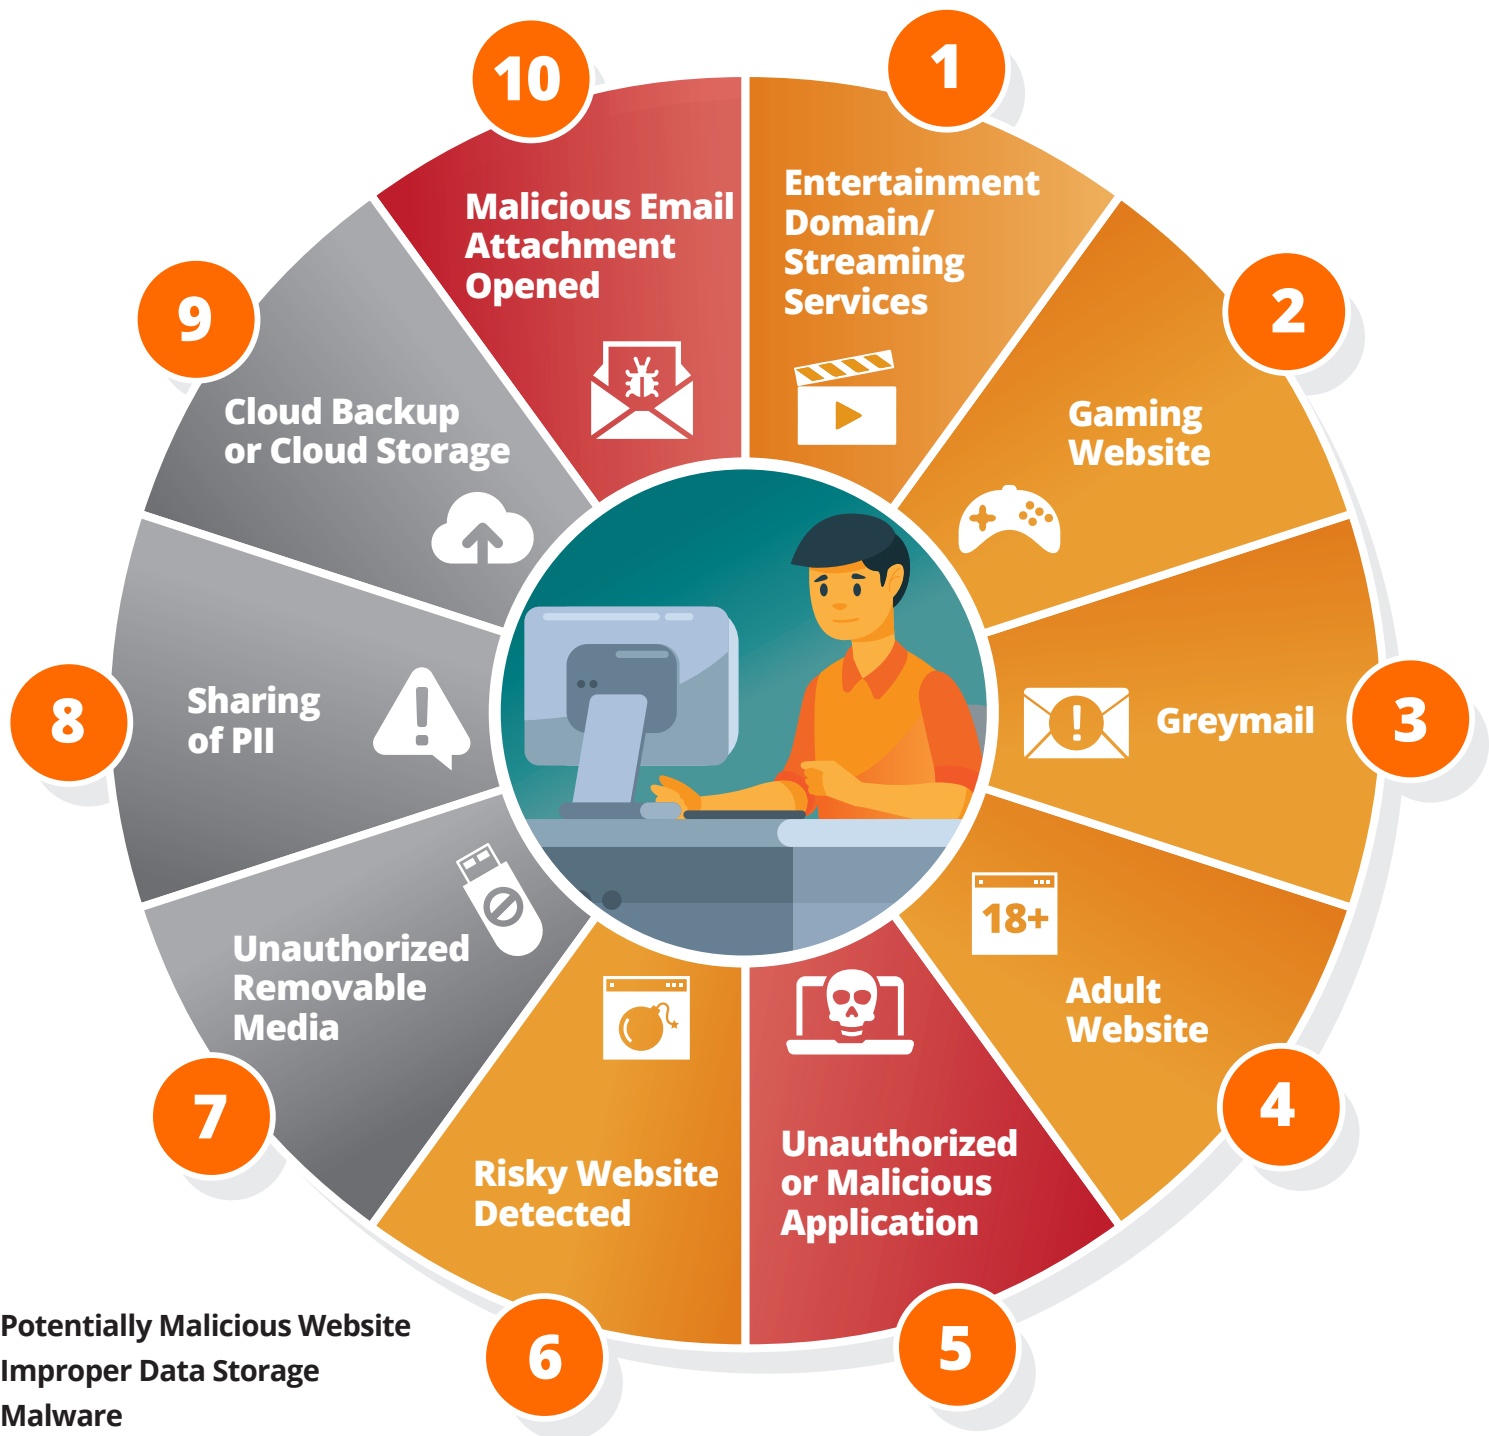 1
Entertainment
Domain/
Streaming
Services
2
Gaming
Website
3
Greymail
4
18+
Adult
Website
5
Unauthorized
or Malicious
Application
6
Risky Website
Detected
7
Unauthorized
Removable
Media
8
Sharing
of PII
9
Cloud Backup
or Cloud Storage
10
Malicious Email
Attachment
Opened
Potentially Malicious Website
Improper Data Storage
Malware